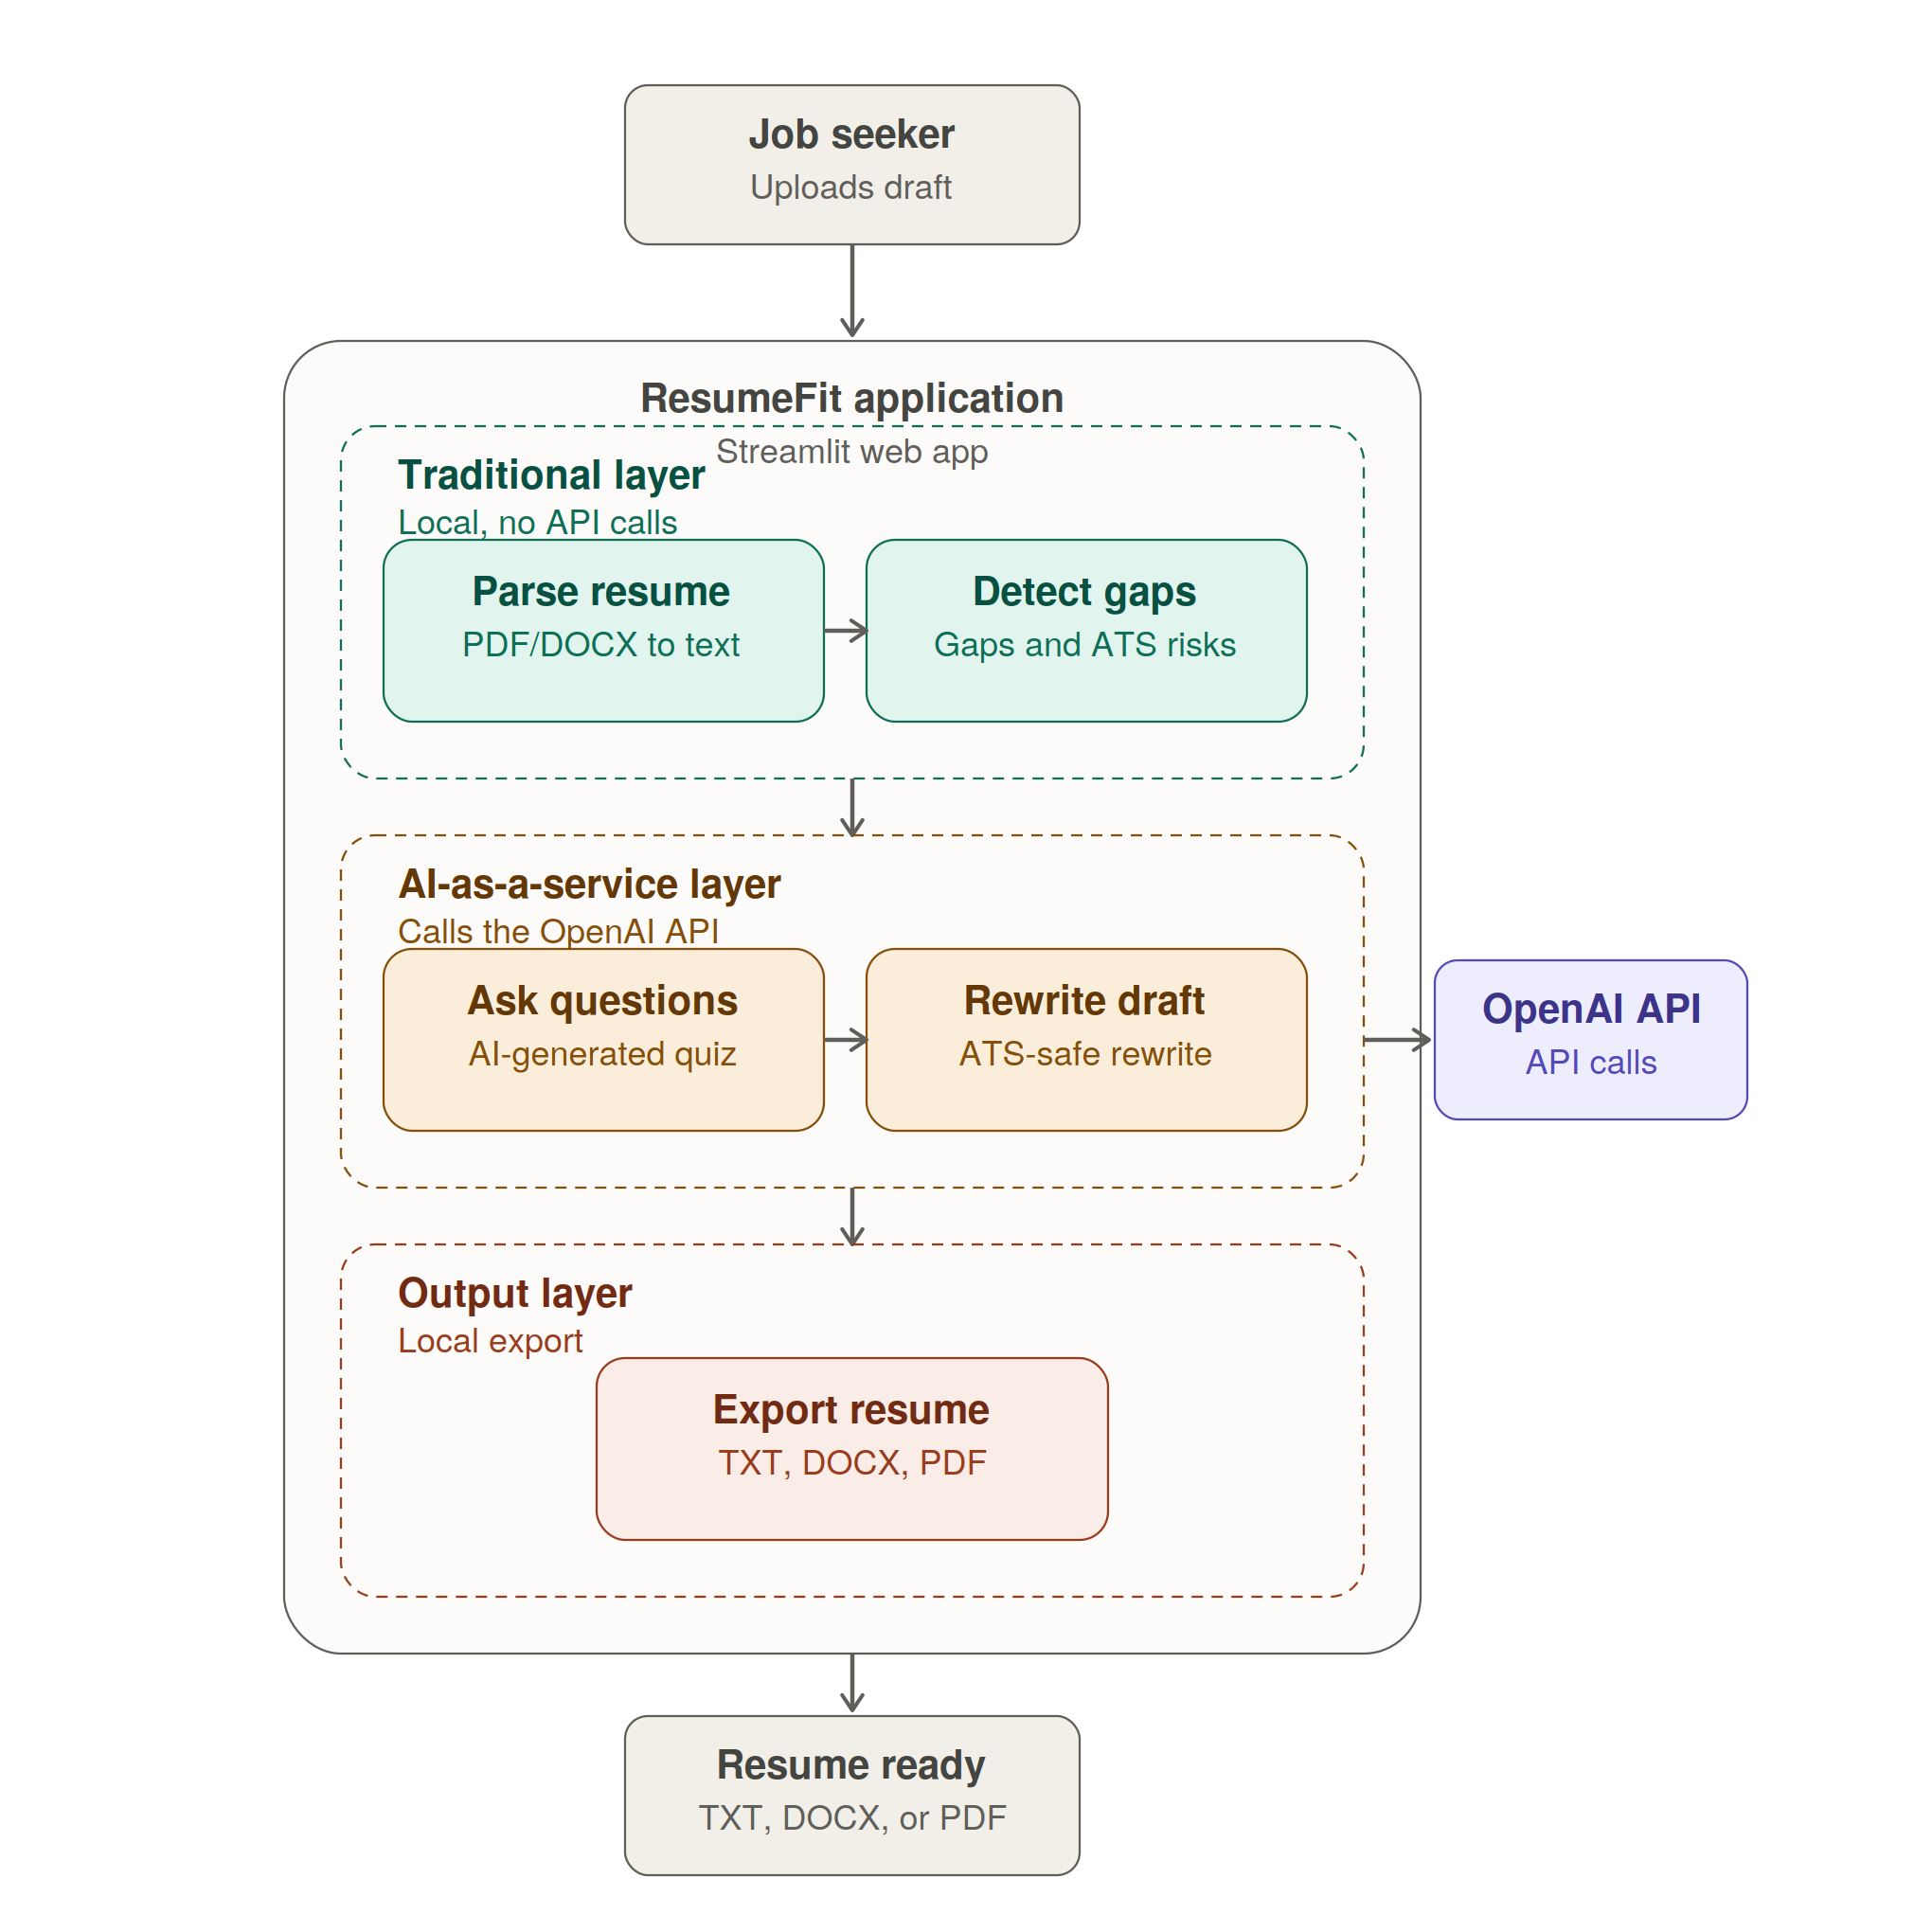 Job seeker
Uploads draft
ResumeFit application
Streamlit web app
Traditional layer
Local, no API calls
Parse resume
PDF/DOCX to text
Detect gaps
Gaps and ATS risks
AI-as-a-service layer
Calls the OpenAI API
Ask questions
AI-generated quiz
Rewrite draft
ATS-safe rewrite
OpenAI API
API calls
Output layer
Local export
Export resume
TXT, DOCX, PDF
Resume ready
TXT, DOCX, or PDF